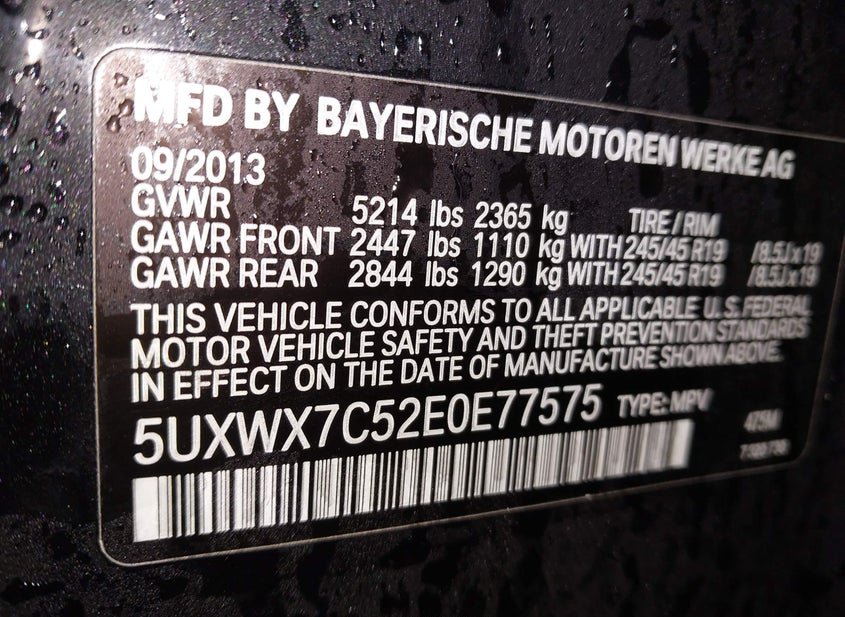 MFD BY BAYERISCHE MOTOREN WERKE AG
09/2013
GVWR 5214 lbs 2365 kg TIRE / RIM
GAWR FRONT 2447 lbs 1110 kg WITH 245/45 R19 /8.5J x 19
GAWR REAR 2844 lbs 1290 kg WITH 245/45 R19 /8.5J x 19
THIS VEHICLE CONFORMS TO ALL APPLICABLE U.S. FEDERAL
MOTOR VEHICLE SAFETY AND THEFT PREVENTION STANDARDS
IN EFFECT ON THE DATE OF MANUFACTURE SHOWN ABOVE.
5UXWX7C52E0E77575 TYPE: MPV 475M